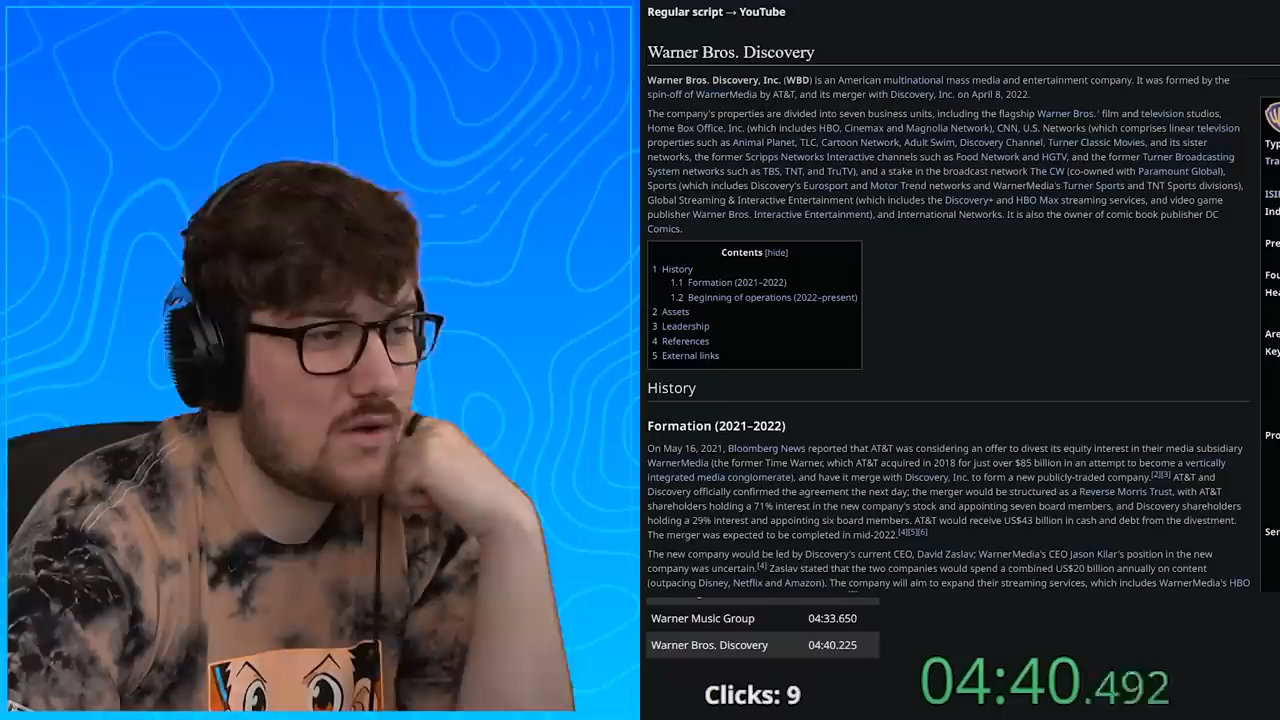 Regular script → YouTube
Warner Bros. Discovery
Warner Bros. Discovery, Inc. (WBD) is an American multinational mass media and entertainment company. It was formed by the
spin-off of WarnerMedia by AT&T, and its merger with Discovery, Inc. on April 8, 2022.
The company's properties are divided into seven business units, including the flagship Warner Bros.' film and television studios,
Home Box Office, Inc. (which includes HBO, Cinemax and Magnolia Network), CNN, U.S. Networks (which comprises linear television
properties such as Animal Planet, TLC, Cartoon Network, Adult Swim, Discovery Channel, Turner Classic Movies, and its sister
networks, the former Scripps Networks Interactive channels such as Food Network and HGTV, and the former Turner Broadcasting
System networks such as TBS, TNT, and TruTV), and a stake in the broadcast network The CW (co-owned with Paramount Global),
Sports (which includes Discovery's Eurosport and Motor Trend networks and WarnerMedia's Turner Sports and TNT Sports divisions),
Global Streaming & Interactive Entertainment (which includes the Discovery+ and HBO Max streaming services, and video game
publisher Warner Bros. Interactive Entertainment), and International Networks. It is also the owner of comic book publisher DC
Comics.
Typ
Tra
ISI
Ind
Pre
Fou
Hea
Are
Key
Pro
Ser
Contents [hide]
1 History
1.1 Formation (2021–2022)
1.2 Beginning of operations (2022–present)
2 Assets
3 Leadership
4 References
5 External links
History
Formation (2021–2022)
On May 16, 2021, Bloomberg News reported that AT&T was considering an offer to divest its equity interest in their media subsidiary
WarnerMedia (the former Time Warner, which AT&T acquired in 2018 for just over $85 billion in an attempt to become a vertically
integrated media conglomerate), and have it merge with Discovery, Inc. to form a new publicly-traded company.[2][3] AT&T and
Discovery officially confirmed the agreement the next day; the merger would be structured as a Reverse Morris Trust, with AT&T
shareholders holding a 71% interest in the new company's stock and appointing seven board members, and Discovery shareholders
holding a 29% interest and appointing six board members. AT&T would receive US$43 billion in cash and debt from the divestment.
The merger was expected to be completed in mid-2022.[4][5][6]
The new company would be led by Discovery's current CEO, David Zaslav; WarnerMedia's CEO Jason Kilar's position in the new
company was uncertain.[4] Zaslav stated that the two companies would spend a combined US$20 billion annually on content
(outpacing Disney, Netflix and Amazon). The company will aim to expand their streaming services, which includes WarnerMedia's HBO
Warner Music Group 04:33.650
Warner Bros. Discovery 04:40.225
Clicks: 9
04:40.492